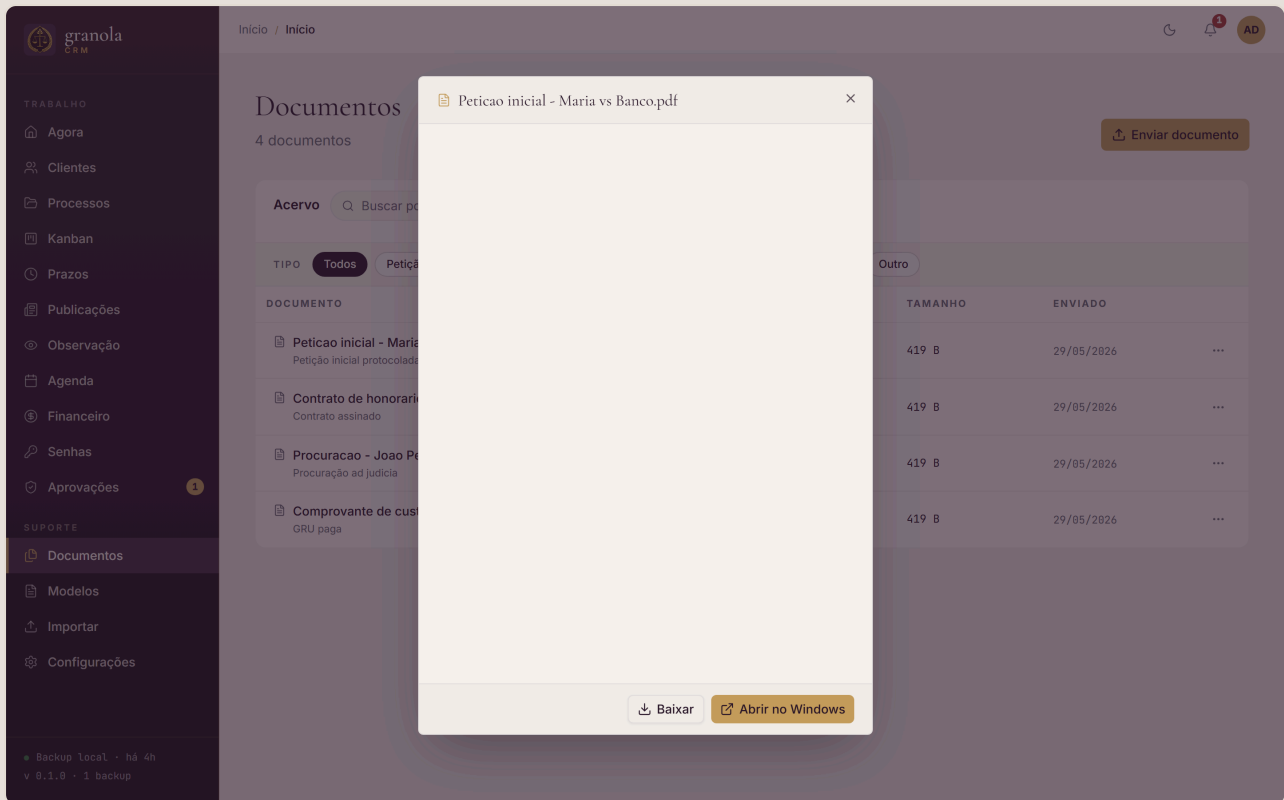 granola
CRM
TRABALHO
Agora
Clientes
Processos
Kanban
Prazos
Publicações
Observação
Agenda
Financeiro
Senhas
Aprovações 1
SUPORTE
Documentos
Modelos
Importar
Configurações
Backup local · há 4h
v 0.1.0 · 1 backup
Início / Início
1
AD
Documentos
4 documentos
Enviar documento
Acervo Buscar po
TIPO Todos Petiçã Outro
DOCUMENTO TAMANHO ENVIADO
Peticao inicial - Maria 419 B 29/05/2026
Petição inicial protocolada
Contrato de honorari 419 B 29/05/2026
Contrato assinado
Procuracao - Joao Pe 419 B 29/05/2026
Procuração ad judicia
Comprovante de cust 419 B 29/05/2026
GRU paga
Peticao inicial - Maria vs Banco.pdf
Baixar
Abrir no Windows